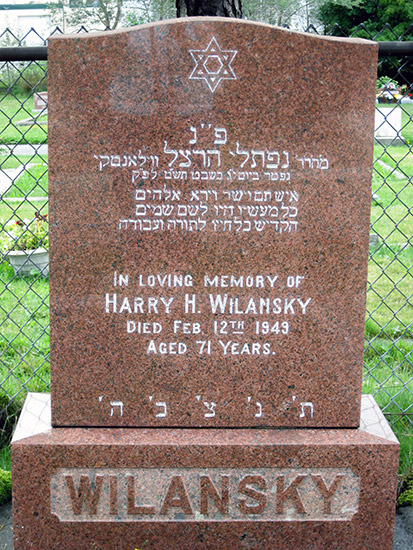 פ''נ
מהרר נפתלי הרצל ווילאנסקי
נפטר ביום י"ג בשבט תש"ט לפ"ק
איש תם וישר וירא אלהים
כל מעשיו היו לשם שמים
הקדיש כל חייו לתורה ועבודה
IN LOVING MEMORY OF
HARRY H. WILANSKY
DIED FEB. 12TH 1949
AGED 71 YEARS.
ת' נ' צ' ב' ה'
WILANSKY